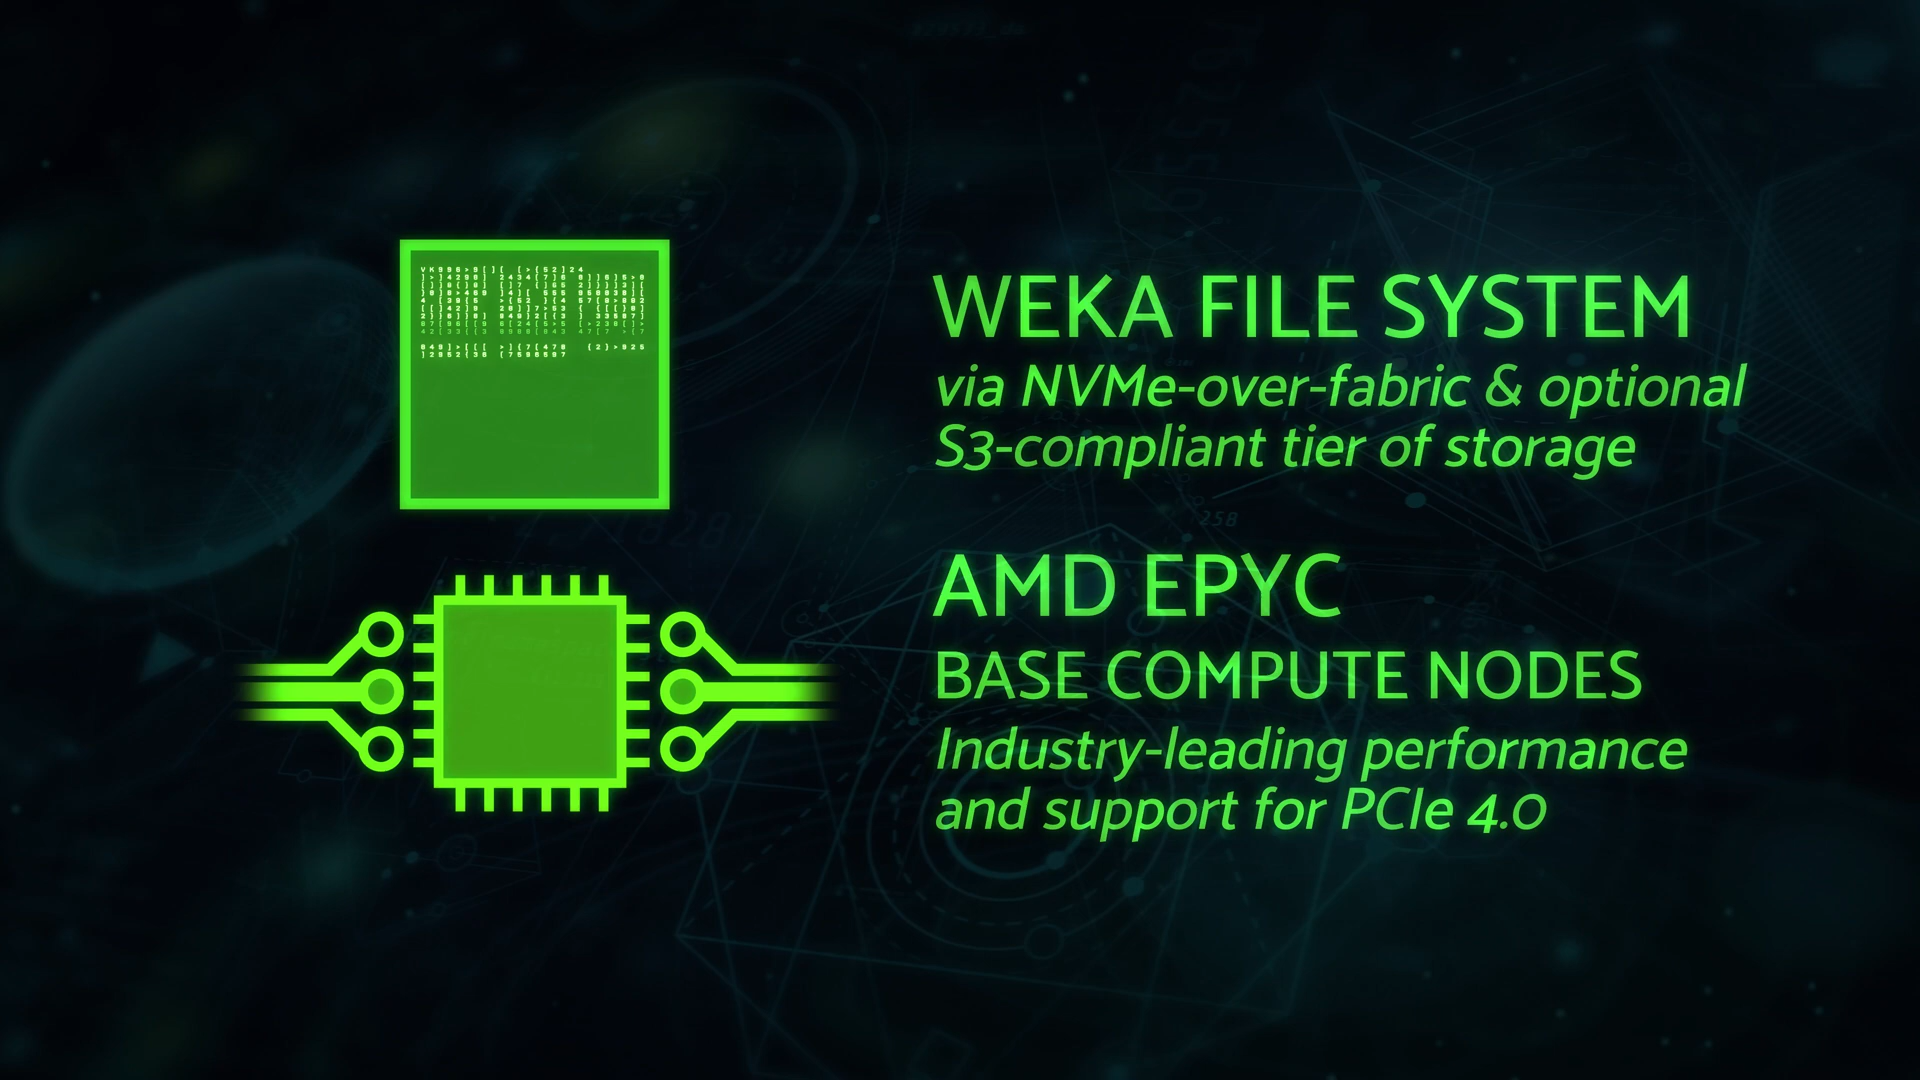 WEKA FILE SYSTEM
via NVMe-over-fabric & optional
S3-compliant tier of storage
258
AMD EPYC
BASE COMPUTE NODES
Industry-leading performance
and support for PCIe 4.0